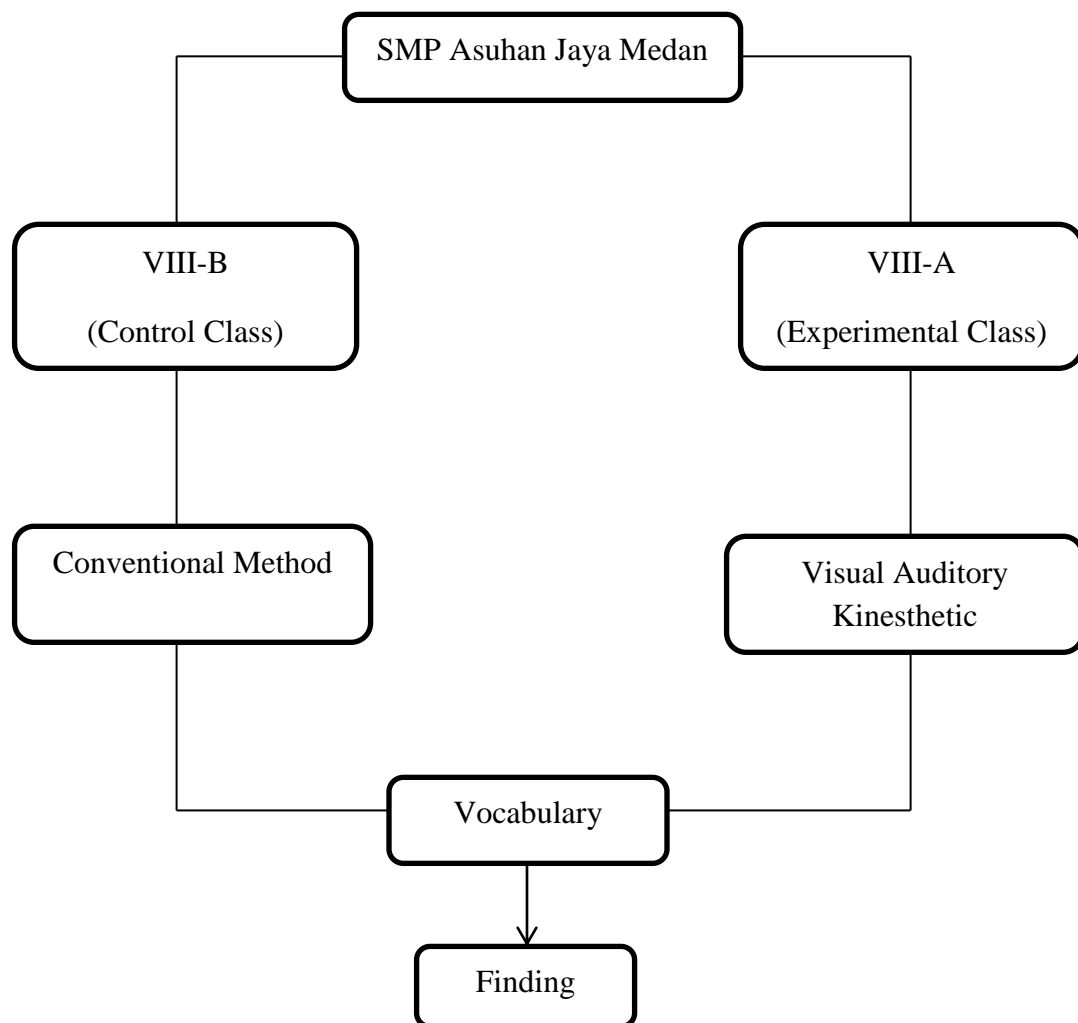 SMP Asuhan Jaya Medan
VIII-B
(Control Class)
VIII-A
(Experimental Class)
Conventional Method
Visual Auditory
Kinesthetic
Vocabulary
Finding